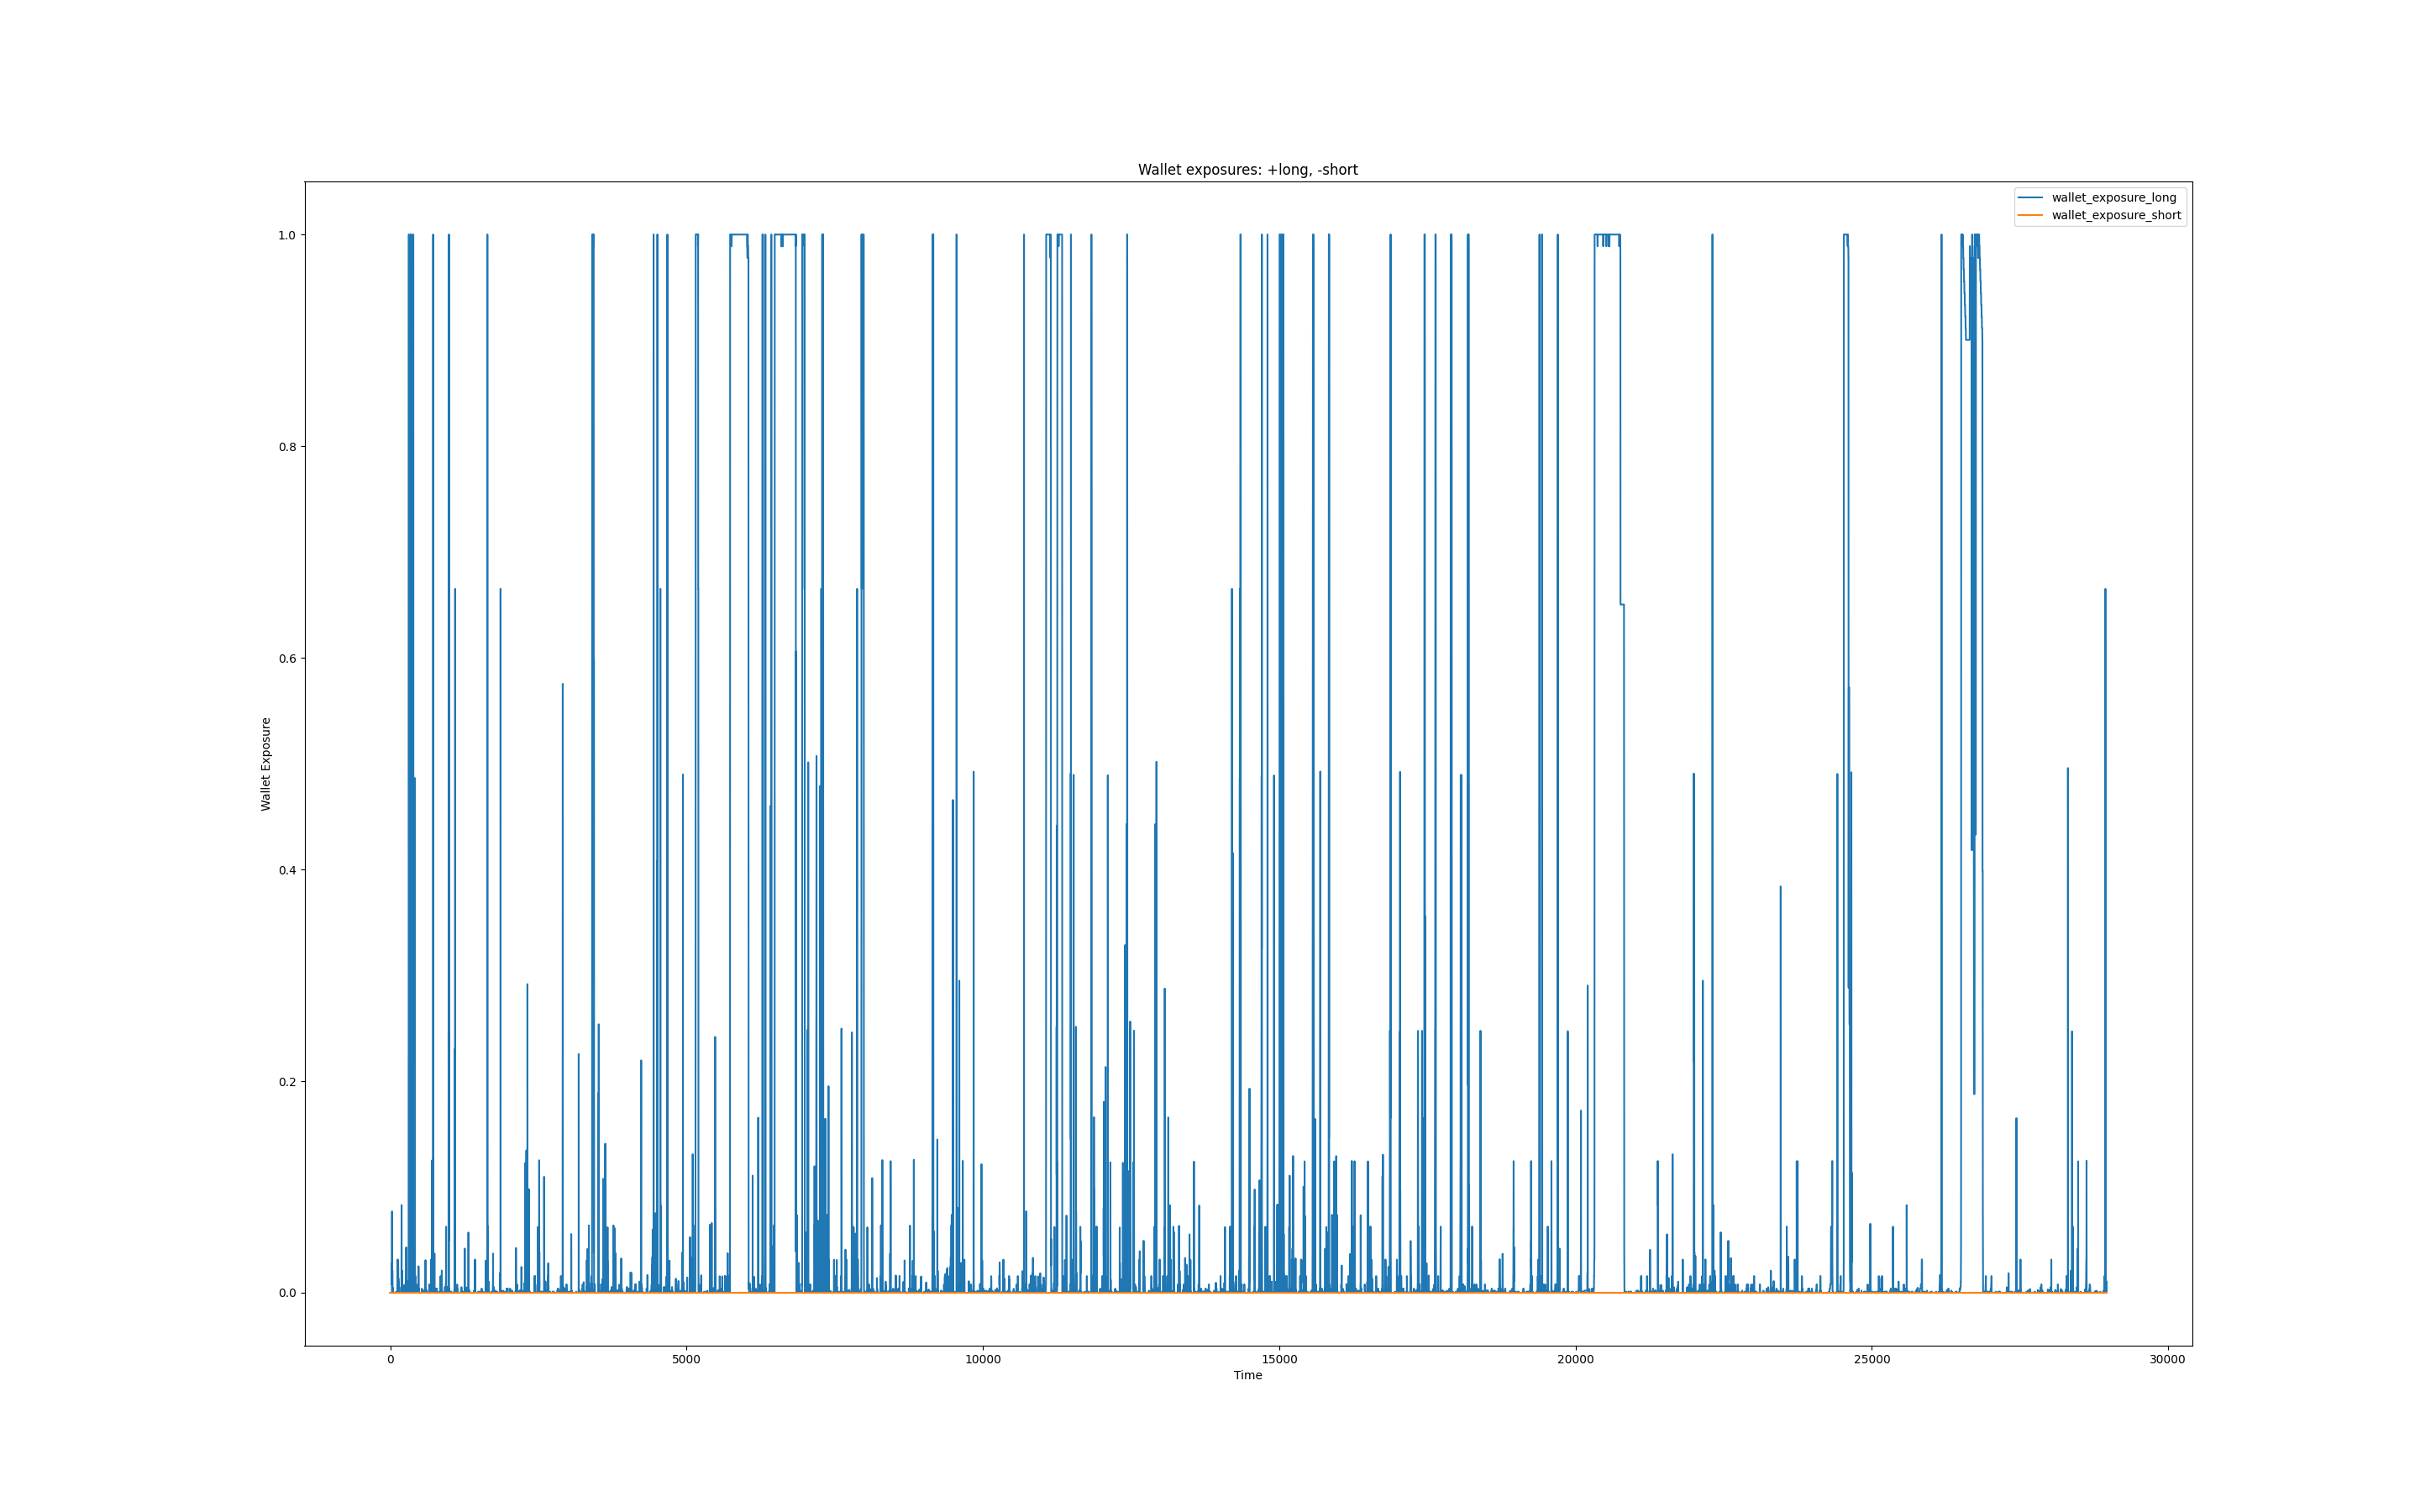 Wallet exposures: +long, -short
wallet_exposure_long
wallet_exposure_short
1.0
0.8
0.6
0.4
0.2
0.0
Wallet Exposure
0 5000 10000 15000 20000 25000 30000
Time